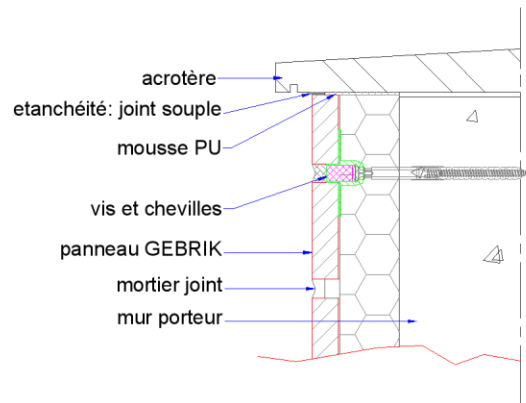 acrotère
etanchéité: joint souple
mousse PU
vis et chevilles
panneau GEBRIK
mortier joint
mur porteur